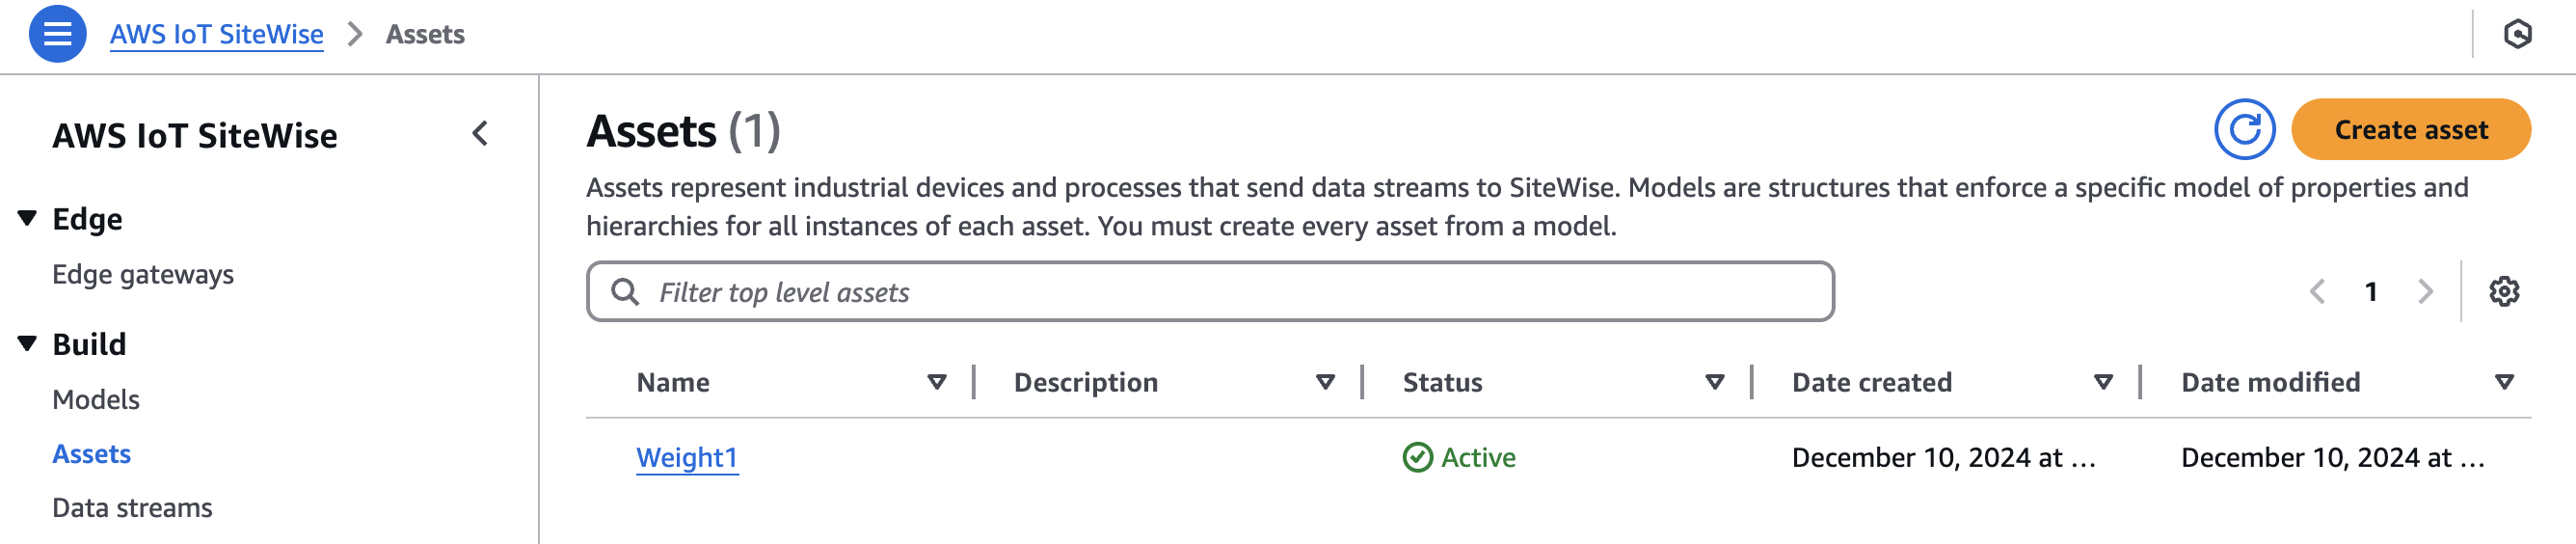 AWS IoT SiteWise > Assets
AWS IoT SiteWise
Edge
Edge gateways
Build
Models
Assets
Data streams
Assets (1)
Create asset
Assets represent industrial devices and processes that send data streams to SiteWise. Models are structures that enforce a specific model of properties and
hierarchies for all instances of each asset. You must create every asset from a model.
Filter top level assets
1
Name Description Status Date created Date modified
Weight1 Active December 10, 2024 at ... December 10, 2024 at ...